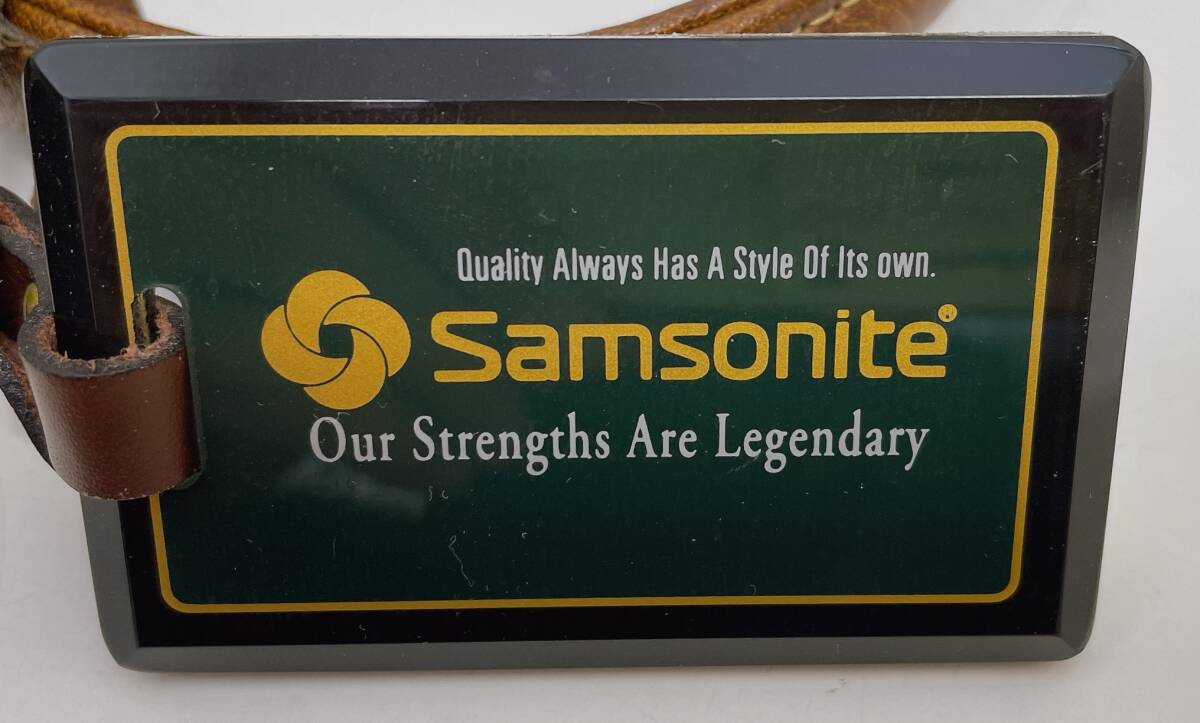 Quality Always Has A Style Of Its own.
Samsonite®
Our Strengths Are Legendary